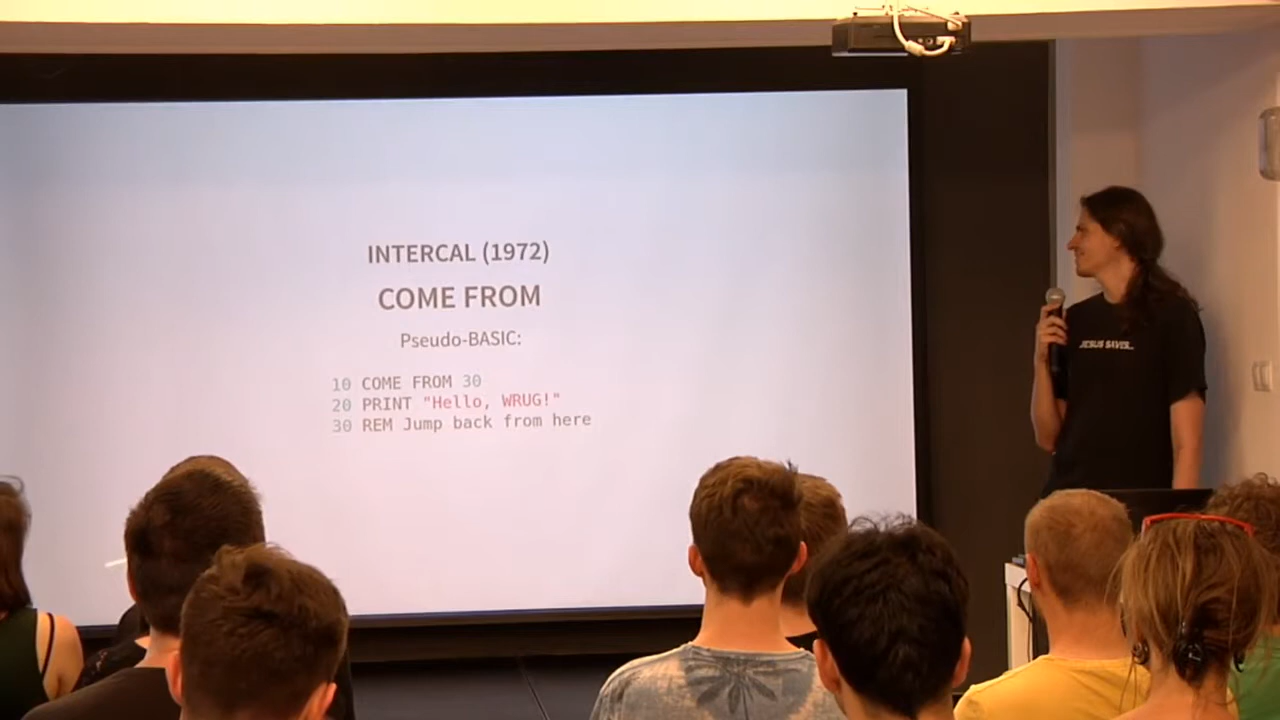 INTERCAL (1972)
COME FROM
Pseudo-BASIC:
10 COME FROM 30
20 PRINT "Hello, WRUG!"
30 REM Jump back from here
JESUS SAVES...